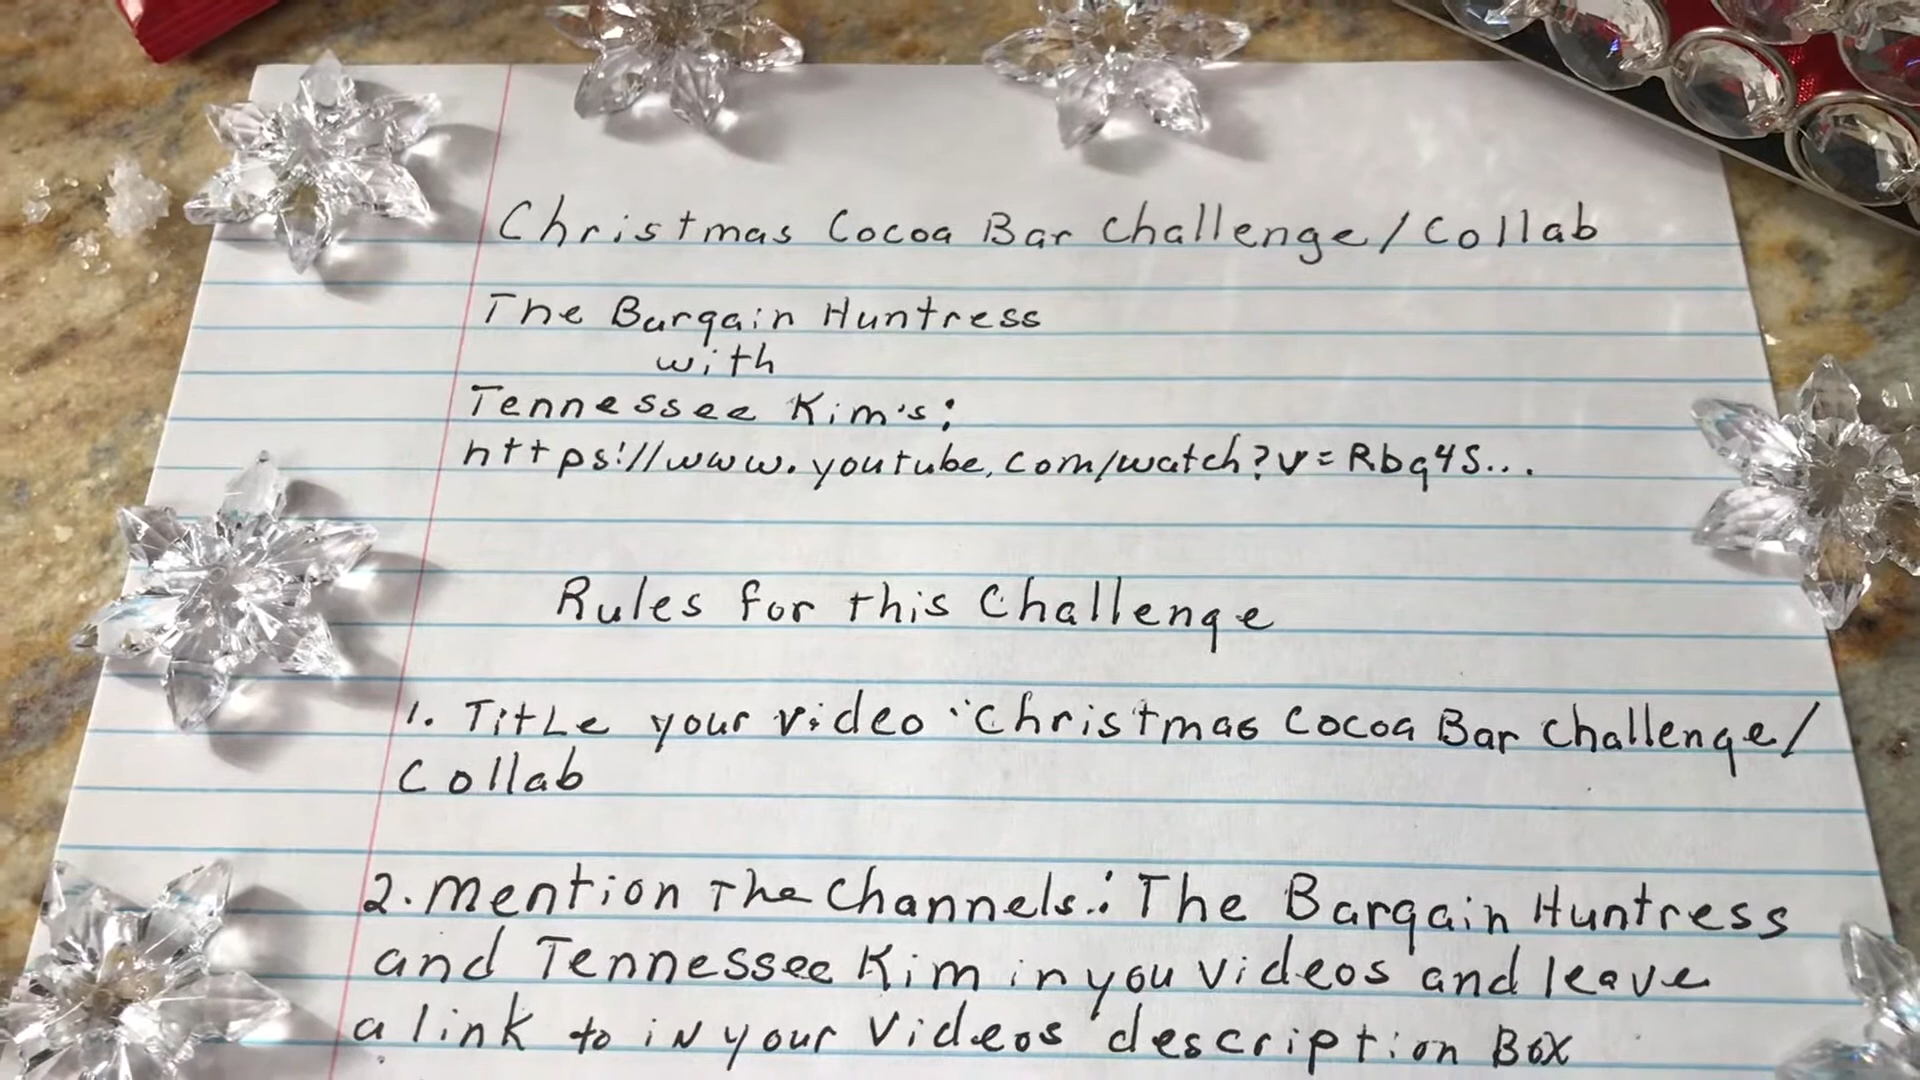 Christmas Cocoa Bar Challenge/Collab
The Bargain Huntress
with
Tennessee Kim's:
https://www.youtube.com/watch?v=Rbq4S...
Rules for this Challenge
1. Title your video "Christmas Cocoa Bar Challenge/
Collab
2. Mention The Channels: The Bargain Huntress
and Tennessee Kim in you videos and leave
a link to in your videos description Box